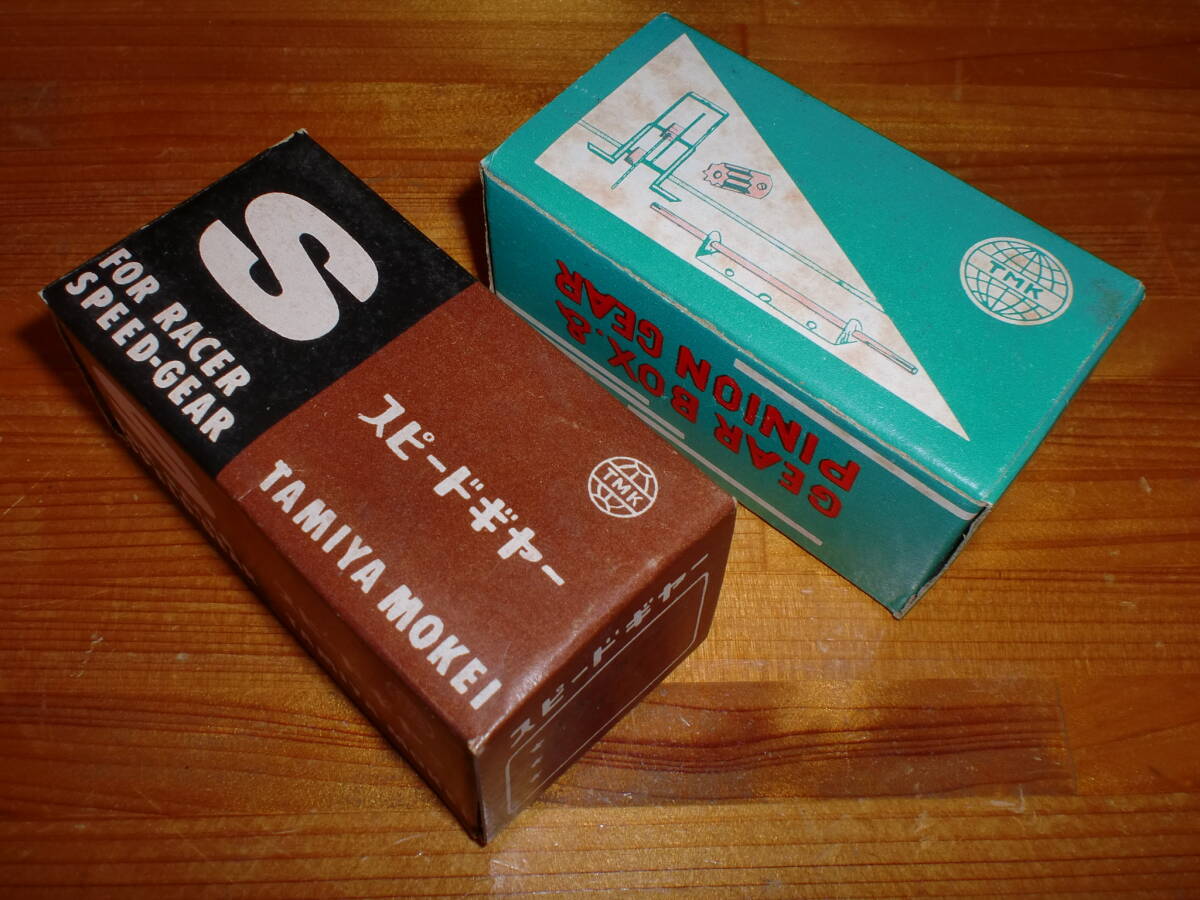 S
FOR RACER
SPEED-GEAR
スピードギヤー
TMK
TAMIYA MOKEI
スピードギヤー
TMK
GEAR BOX. &
PINION GEAR